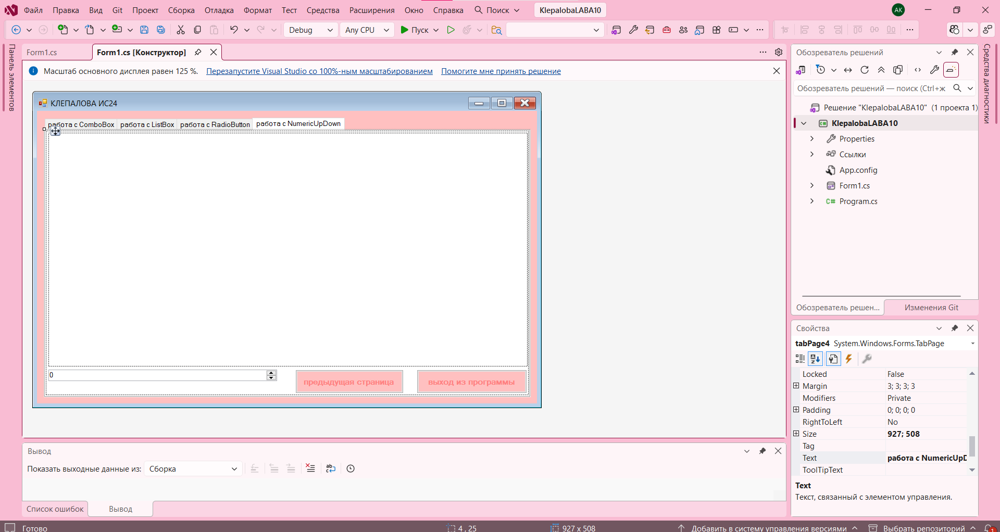 Файл Правка Вид Git Проект Сборка Отладка Формат Тест Средства Расширения Окно Справка Поиск KlepalobaLABA10 AK
Debug Any CPU Пуск
Панель элементов
Form1.cs Form1.cs [Конструктор]
Масштаб основного дисплея равен 125 %. Перезапустите Visual Studio со 100%-ным масштабированием Помогите мне принять решение
КЛЕПАЛОВА ИС24
работа с ComboBox работа с ListBox работа с RadioButton работа с NumericUpDown
0
предыдущая страница выход из программы
Вывод
Показать выходные данные из: Сборка
Список ошибок Вывод
Обозреватель решений
Обозреватель решений — поиск (Ctrl+ж
Решение "KlepalobaLABA10" (1 проекта 1)
KlepalobaLABA10
Properties
Ссылки
App.config
Form1.cs
C# Program.cs
Обозреватель решен... Изменения Git
Свойства
tabPage4 System.Windows.Forms.TabPage
Locked False
Margin 3; 3; 3; 3
Modifiers Private
Padding 0; 0; 0; 0
RightToLeft No
Size 927; 508
Tag
Text работа с NumericUpD
ToolTipText
Text
Текст, связанный с элементом управления.
Средства диагностики
Готово 4 , 25 927 x 508 Добавить в систему управления версиями Выбрать репозиторий 1